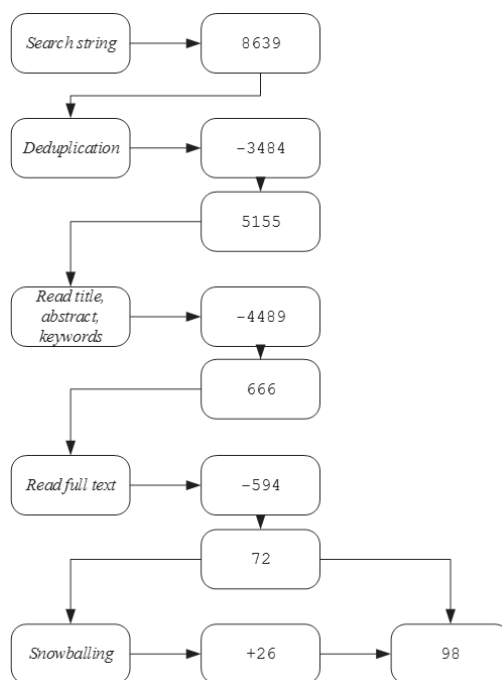 Search string
8639
Deduplication
-3484
5155
Read title,
abstract,
keywords
-4489
666
Read full text
-594
72
Snowballing
+26
98